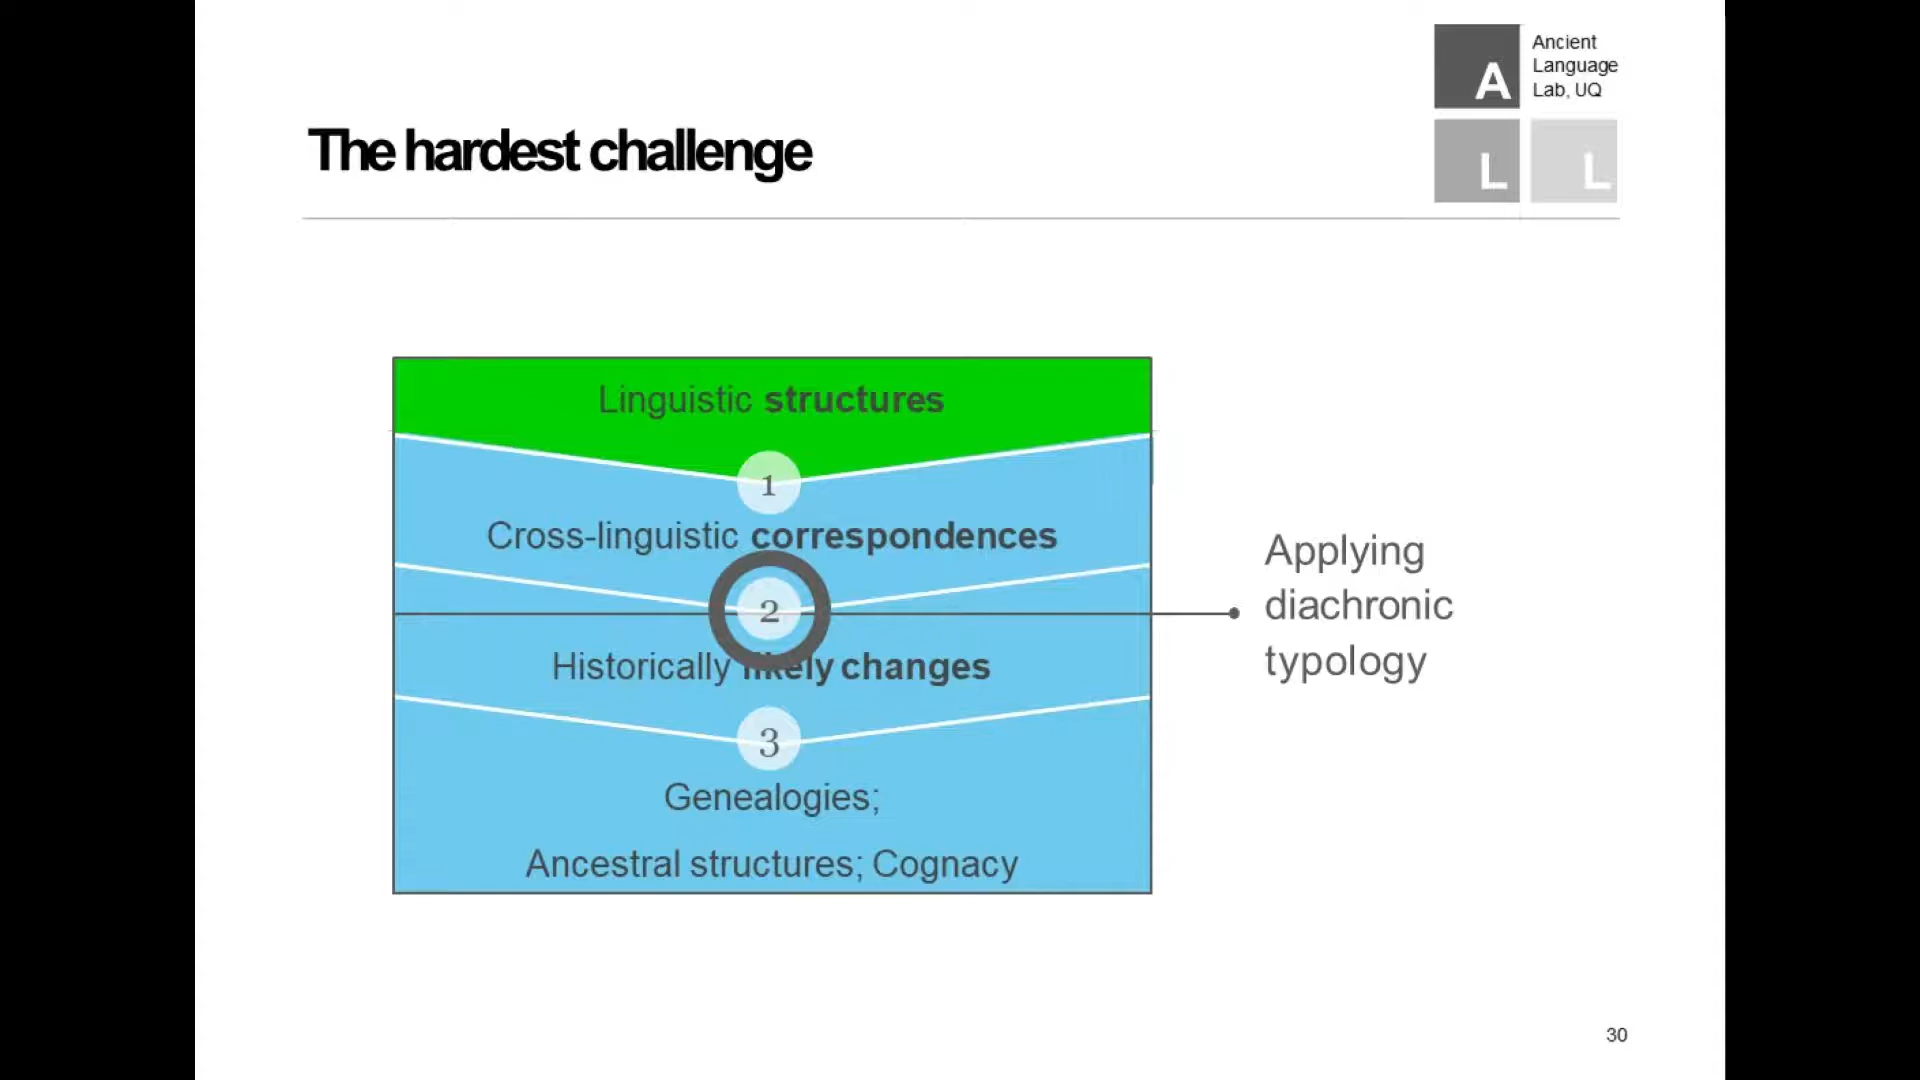 A
Ancient
Language
Lab, UQ
L
L
The hardest challenge
Linguistic structures
1
Cross-linguistic correspondences
2
Historically likely changes
3
Genealogies;
Ancestral structures; Cognacy
Applying
diachronic
typology
30